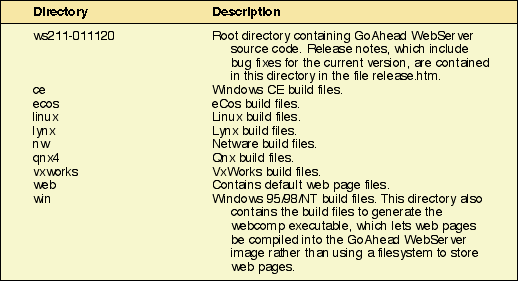 Directory Description
ws211-011120 Root directory containing GoAhead WebServer
source code. Release notes, which include
bug fixes for the current version, are contained
in this directory in the file release.htm.
ce Windows CE build files.
ecos eCos build files.
linux Linux build files.
lynx Lynx build files.
nw Netware build files.
qnx4 Qnx build files.
vxworks VxWorks build files.
web Contains default web page files.
win Windows 95/98/NT build files. This directory also
contains the build files to generate the
webcomp executable, which lets web pages
be compiled into the GoAhead WebServer
image rather than using a filesystem to store
web pages.